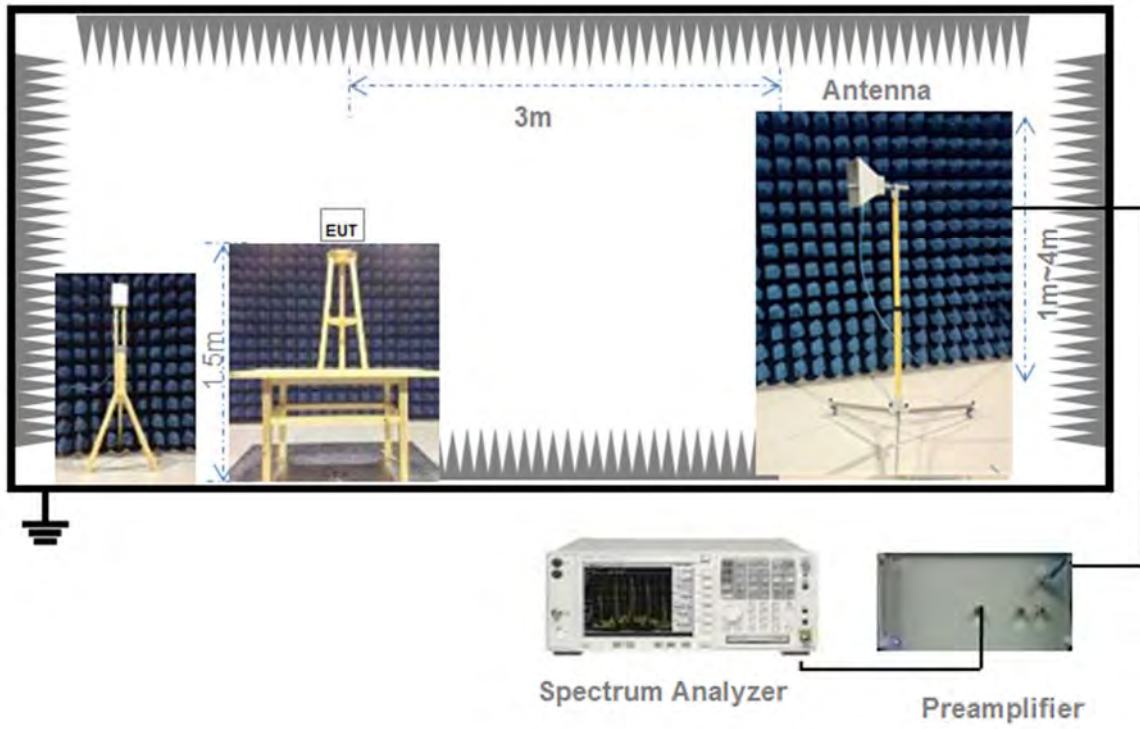 Antenna
3m
EUT
1.5m
1m~4m
Spectrum Analyzer
Preamplifier